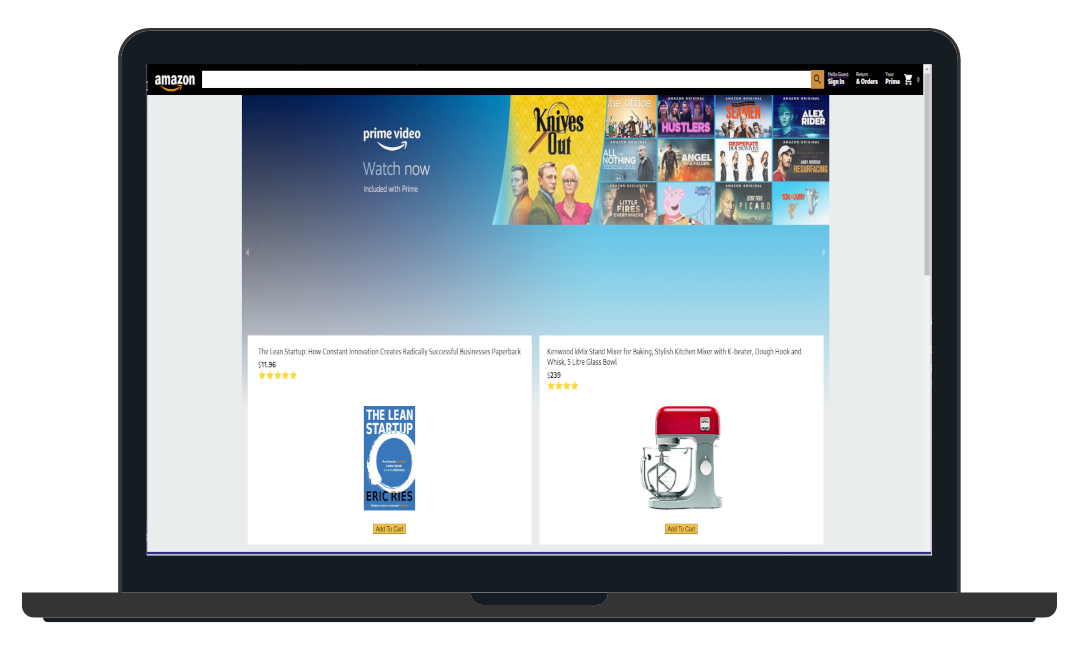 amazon
Hello Guest
Sign In
Return
& Orders
Your
Prime
0
prime video
Watch now
Included with Prime
Knives
Out
the office
AMAZON ORIGINAL
HUSTLERS
AMAZON ORIGINAL
AMAZON ORIGINAL
ALEX
RIDER
AMAZON ORIGINAL
ALL OR
NOTHING
ANGEL
HAS FALLEN
DESPERATE
HOUSEWIVES
AMAZON ORIGINAL
ANDY MURRAY
RESURFACING
AMAZON EXCLUSIVE
LITTLE
FIRES
EVERYWHERE
AMAZON ORIGINAL
STAR TREK
PICARD
The Lean Startup: How Constant Innovation Creates Radically Successful Businesses Paperback
$11.96
THE LEAN
STARTUP
ERIC RIES
Add To Cart
Kenwood kMix Stand Mixer for Baking, Stylish Kitchen Mixer with K-beater, Dough Hook and
Whisk, 5 Litre Glass Bowl
$239
Add To Cart